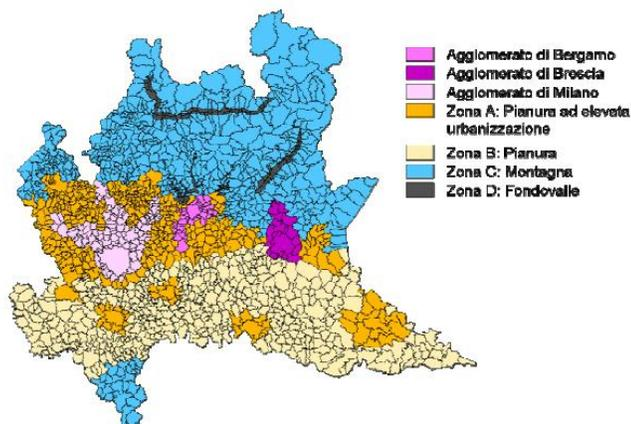 Agglomerato di Bergamo
Agglomerato di Brescia
Agglomerato di Milano
Zona A: Pianura ad elevata
urbanizzazione
Zona B: Pianura
Zona C: Montagna
Zona D: Fondovalle